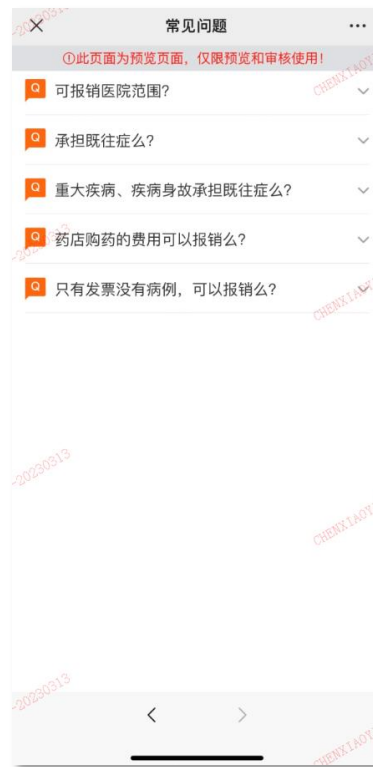 常见问题
①此页面为预览页面，仅限预览和审核使用！
Q 可报销医院范围?
Q 承担既往症么?
Q 重大疾病、疾病身故承担既往症么?
Q 药店购药的费用可以报销么?
Q 只有发票没有病例，可以报销么?
-20230313
CHENXIAOY
-20230313
CHENXIAOY
-20230313
CHENXIAOY